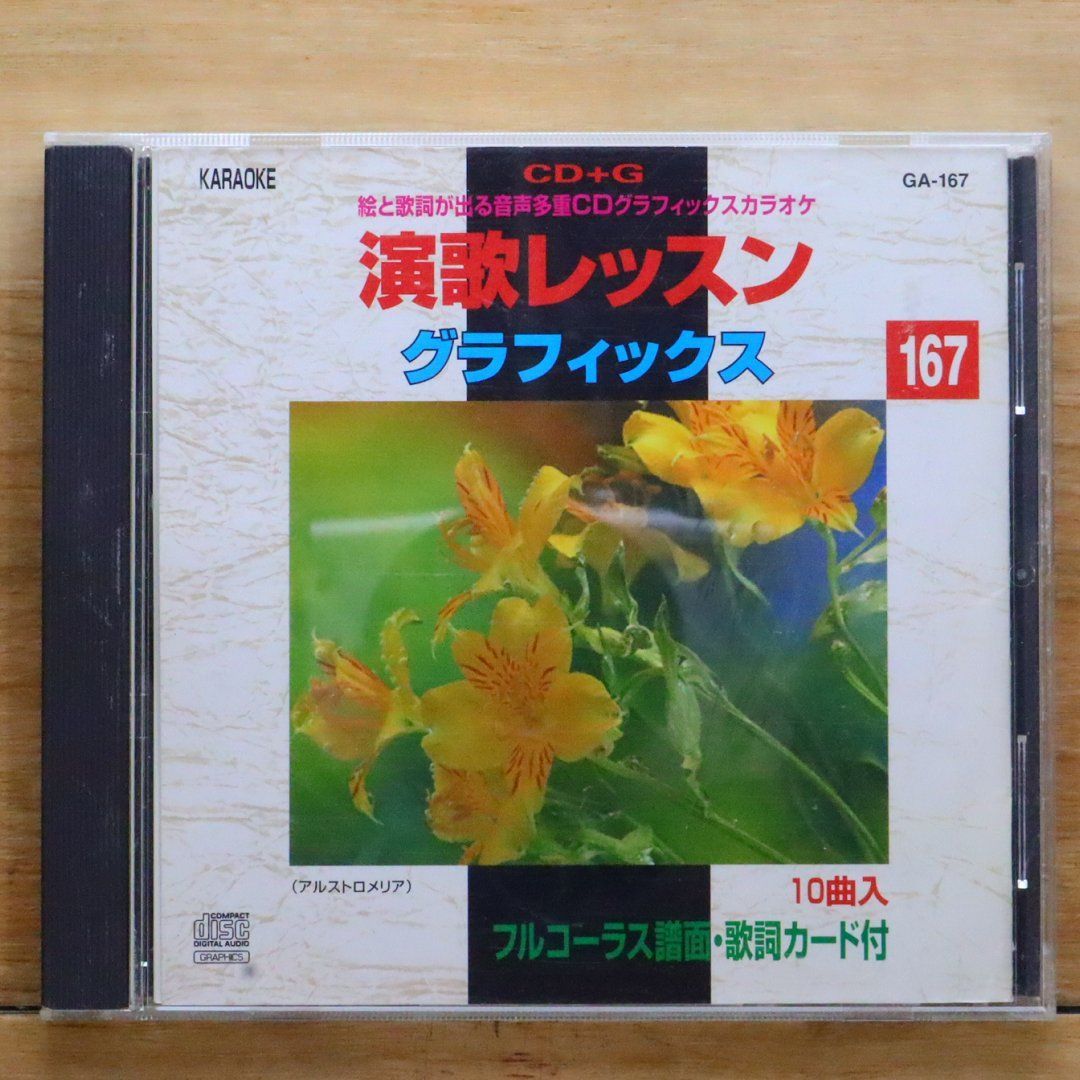 KARAOKE
CD+G
GA-167
絵と歌詞が出る音声多重CDグラフィックスカラオケ
演歌レッスン
グラフィックス
167
(アルストロメリア)
10曲入
フルコーラス譜面・歌詞カード付
COMPACT
disc
DIGITAL AUDIO
GRAPHICS